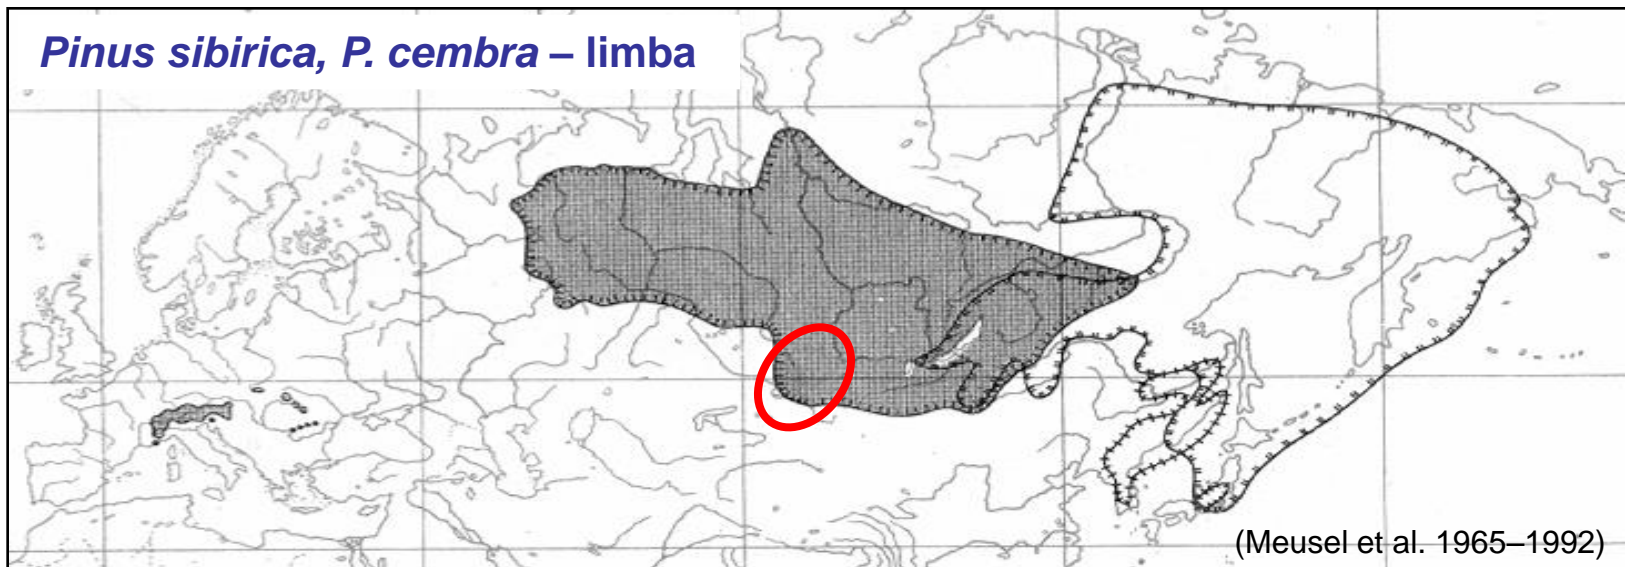 Pinus sibirica, P. cembra – limba
(Meusel et al. 1965–1992)